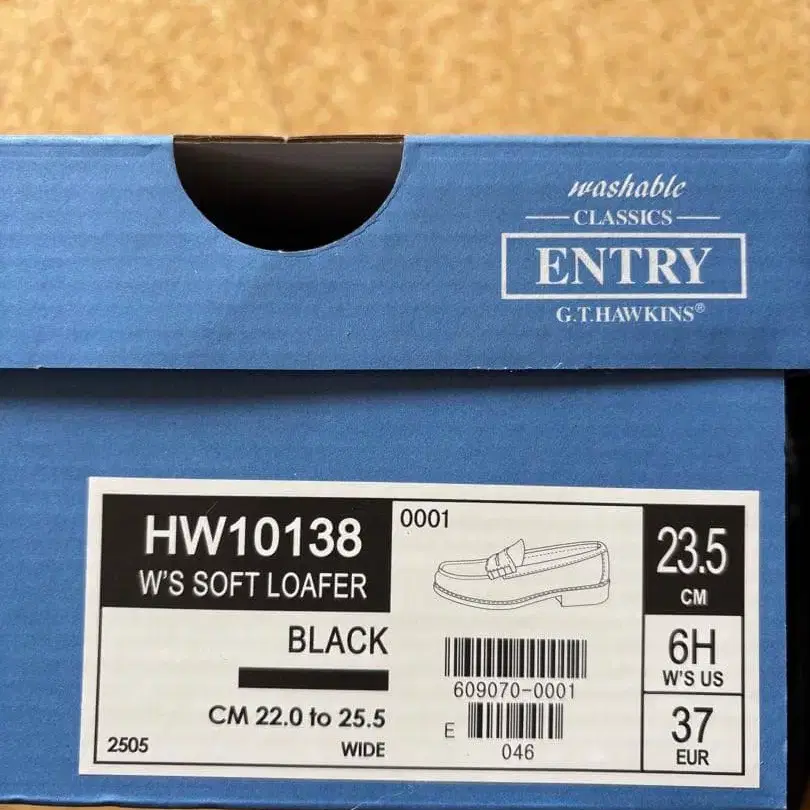 washable
CLASSICS
ENTRY
G.T.HAWKINS®
HW10138
W'S SOFT LOAFER
0001
23.5
CM
BLACK
6H
W'S US
609070-0001
CM 22.0 to 25.5
37
EUR
2505
WIDE
E
046